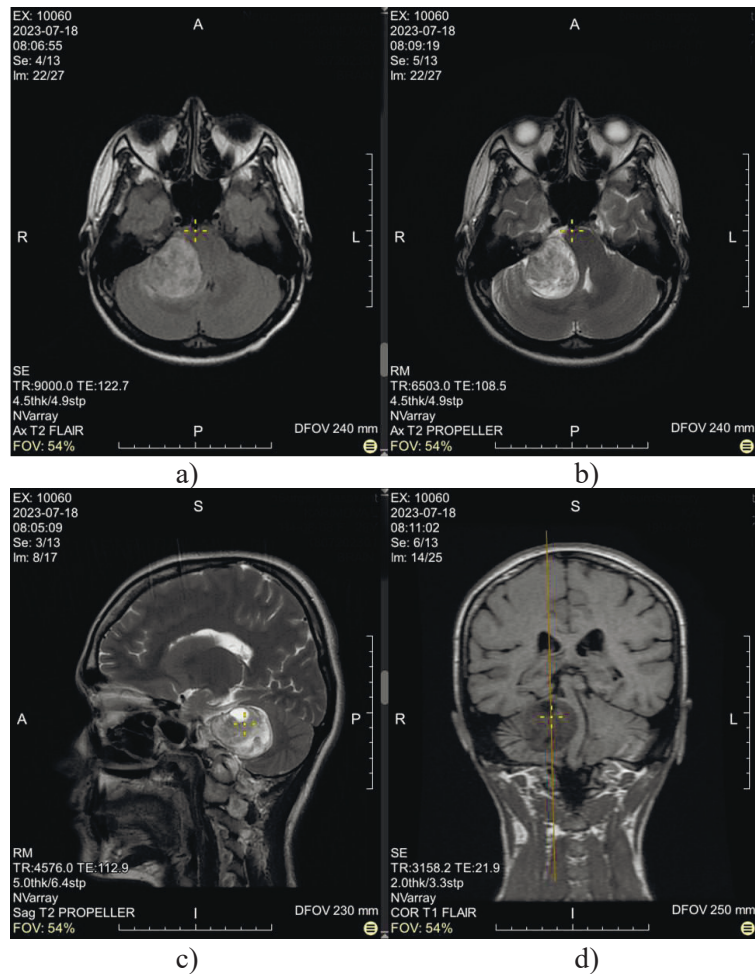 EX: 10060
2023-07-18
08:06:55
Se: 4/13
Im: 22/27
A
R
L
SE
TR:9000.0 TE:122.7
4.5thk/4.9stp
NVarray
Ax T2 FLAIR
FOV: 54%
P
DFOV 240 mm
a)
EX: 10060
2023-07-18
08:09:19
Se: 5/13
Im: 22/27
A
R
L
RM
TR:6503.0 TE:108.5
4.5thk/4.9stp
NVarray
Ax T2 PROPELLER
FOV: 54%
P
DFOV 240 mm
b)
EX: 10060
2023-07-18
08:05:09
Se: 3/13
Im: 8/17
S
A
P
RM
TR:4576.0 TE:112.9
5.0thk/6.4stp
NVarray
Sag T2 PROPELLER
FOV: 54%
I
DFOV 230 mm
c)
EX: 10060
2023-07-18
08:11:02
Se: 6/13
Im: 14/25
S
R
L
SE
TR:3158.2 TE:21.9
2.0thk/3.3stp
NVarray
COR T1 FLAIR
FOV: 54%
I
DFOV 250 mm
d)